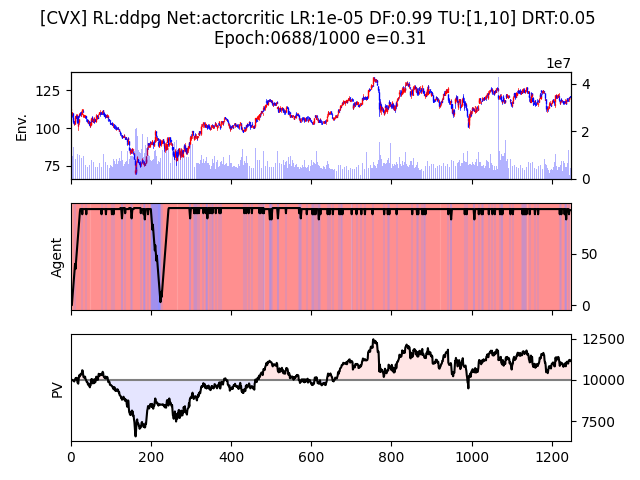 [CVX] RL:ddpg Net:actorcritic LR:1e-05 DF:0.99 TU:[1,10] DRT:0.05
Epoch:0688/1000 e=0.31
1e7
Env.
125
100
75
4
2
0
Agent
50
0
PV
12500
10000
7500
0 200 400 600 800 1000 1200